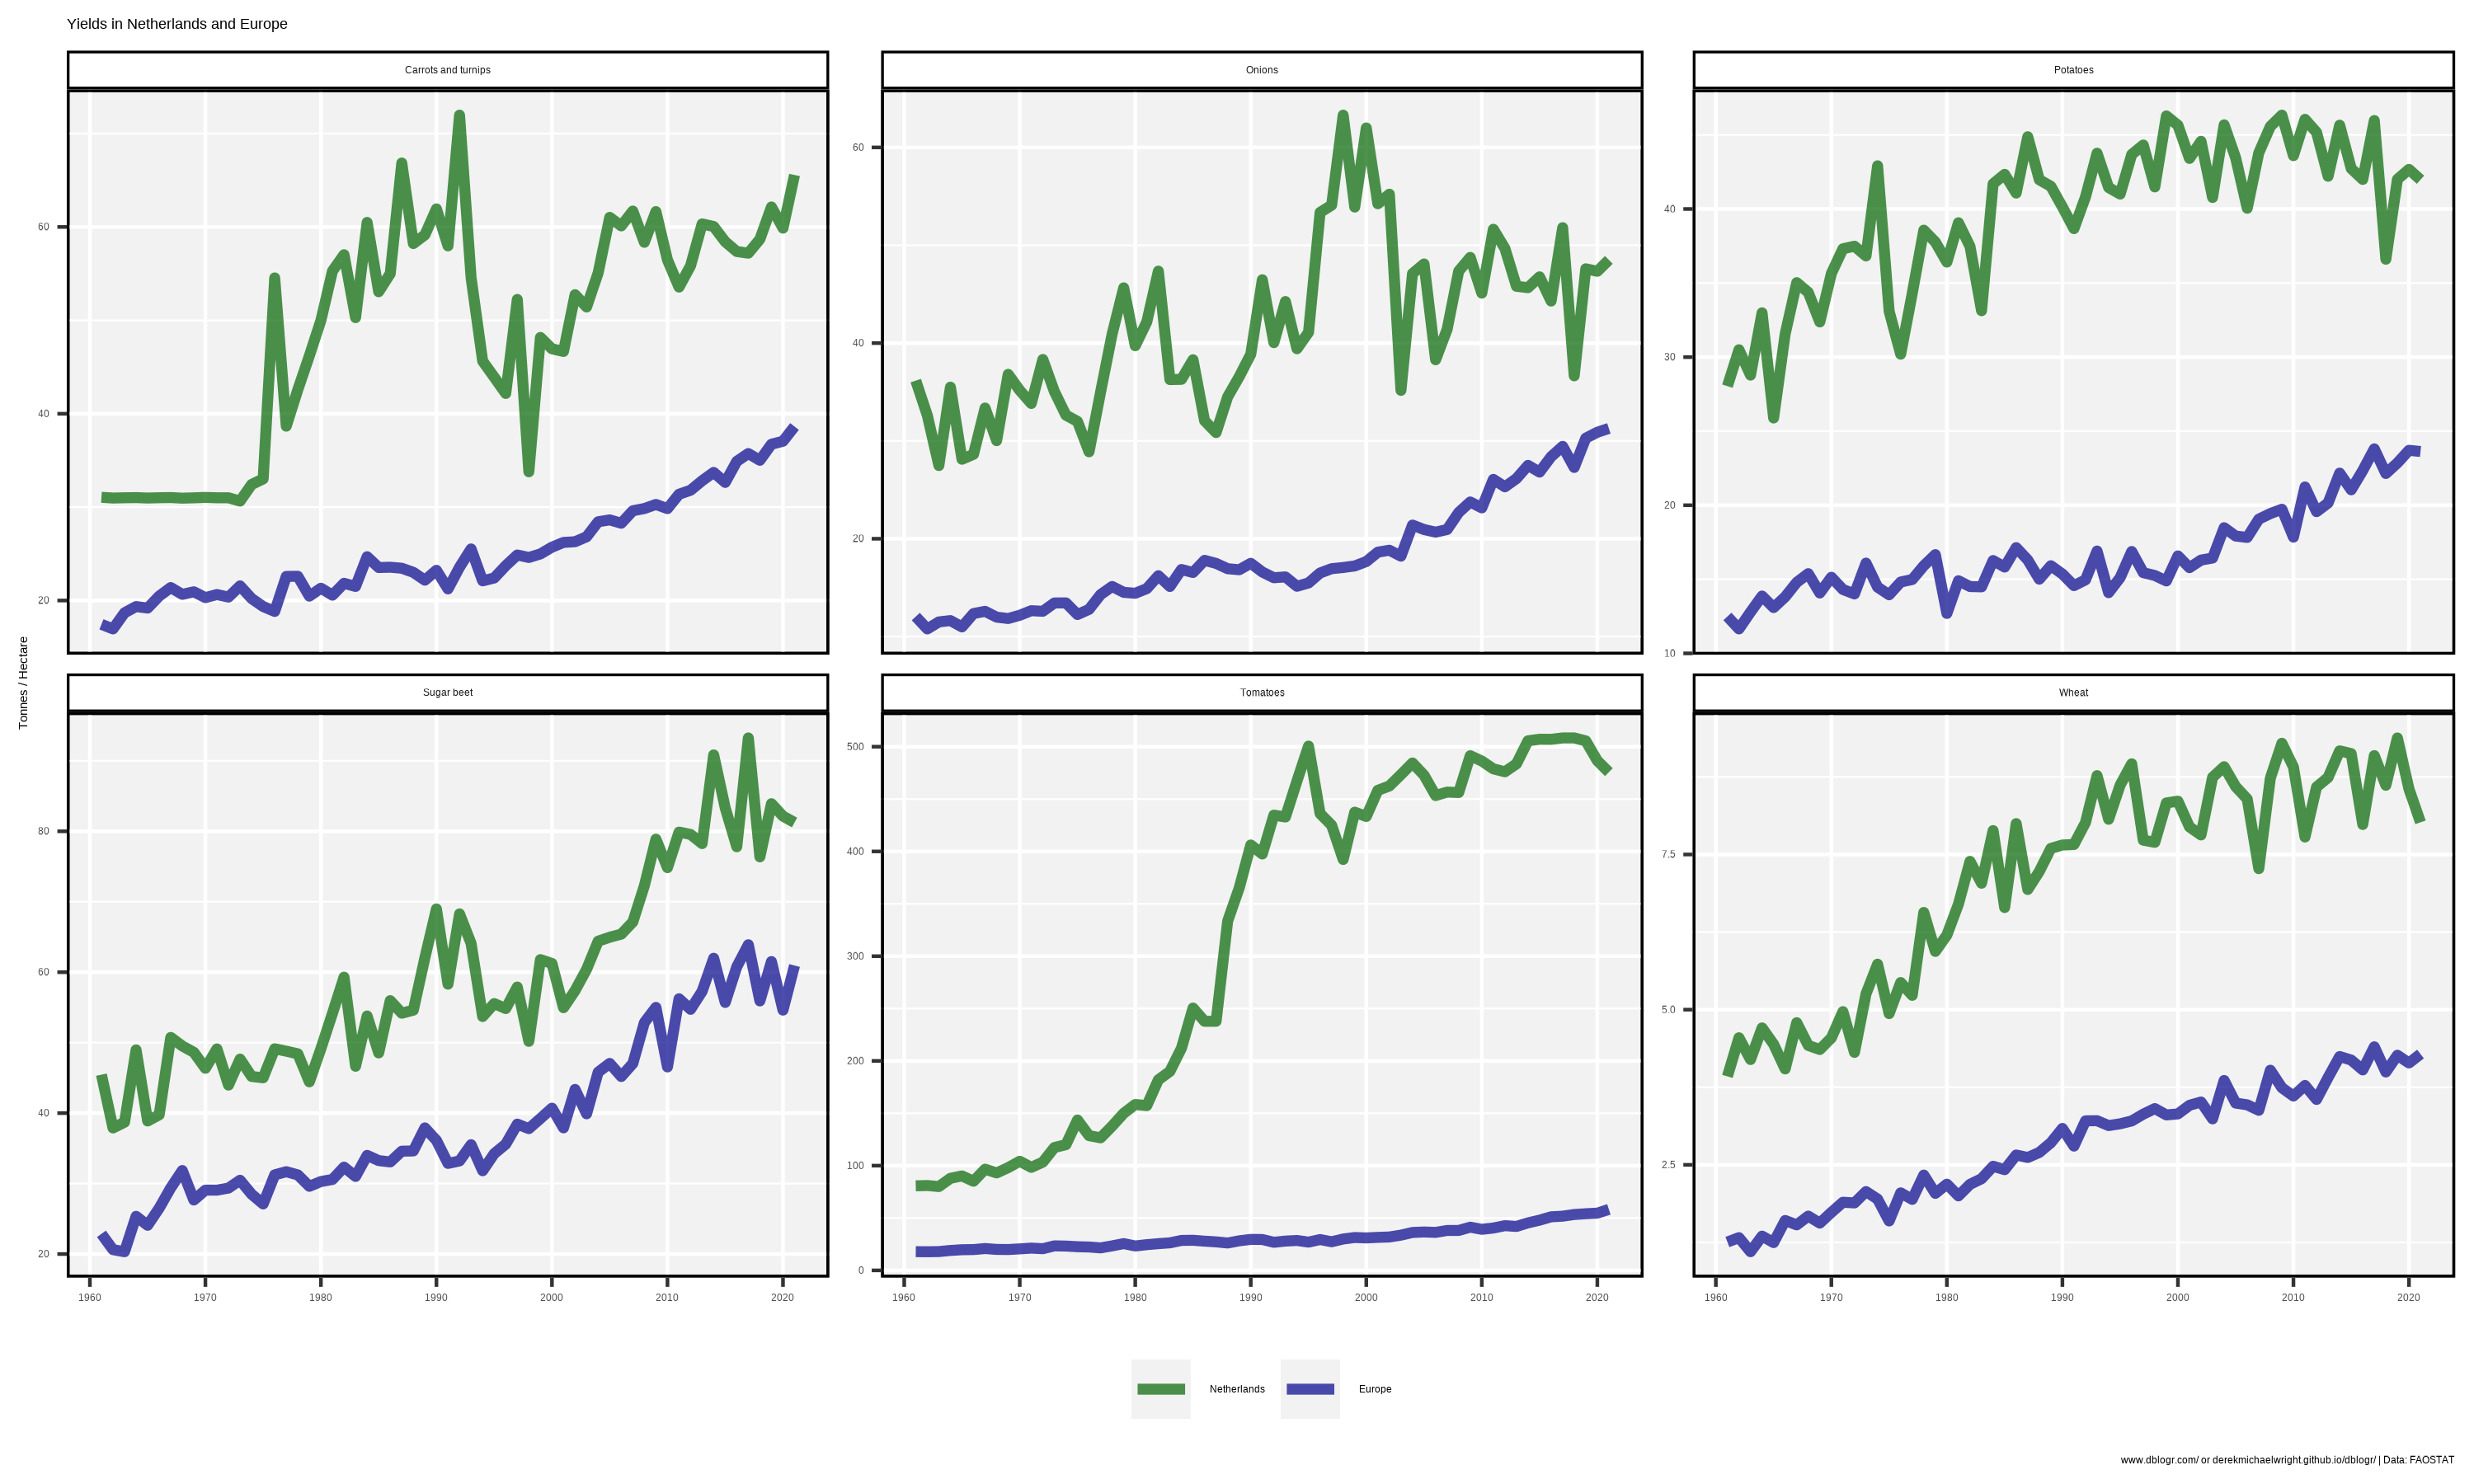 Yields in Netherlands and Europe
Carrots and turnips
Onions
Potatoes
60
40
20
60
40
20
40
30
20
10
Tonnes / Hectare
Sugar beet
Tomatoes
Wheat
80
60
40
20
500
400
300
200
100
0
7.5
5.0
2.5
1960 1970 1980 1990 2000 2010 2020
1960 1970 1980 1990 2000 2010 2020
1960 1970 1980 1990 2000 2010 2020
Netherlands Europe
www.dblogr.com/ or derekmichaelwright.github.io/dblogr/ | Data: FAOSTAT